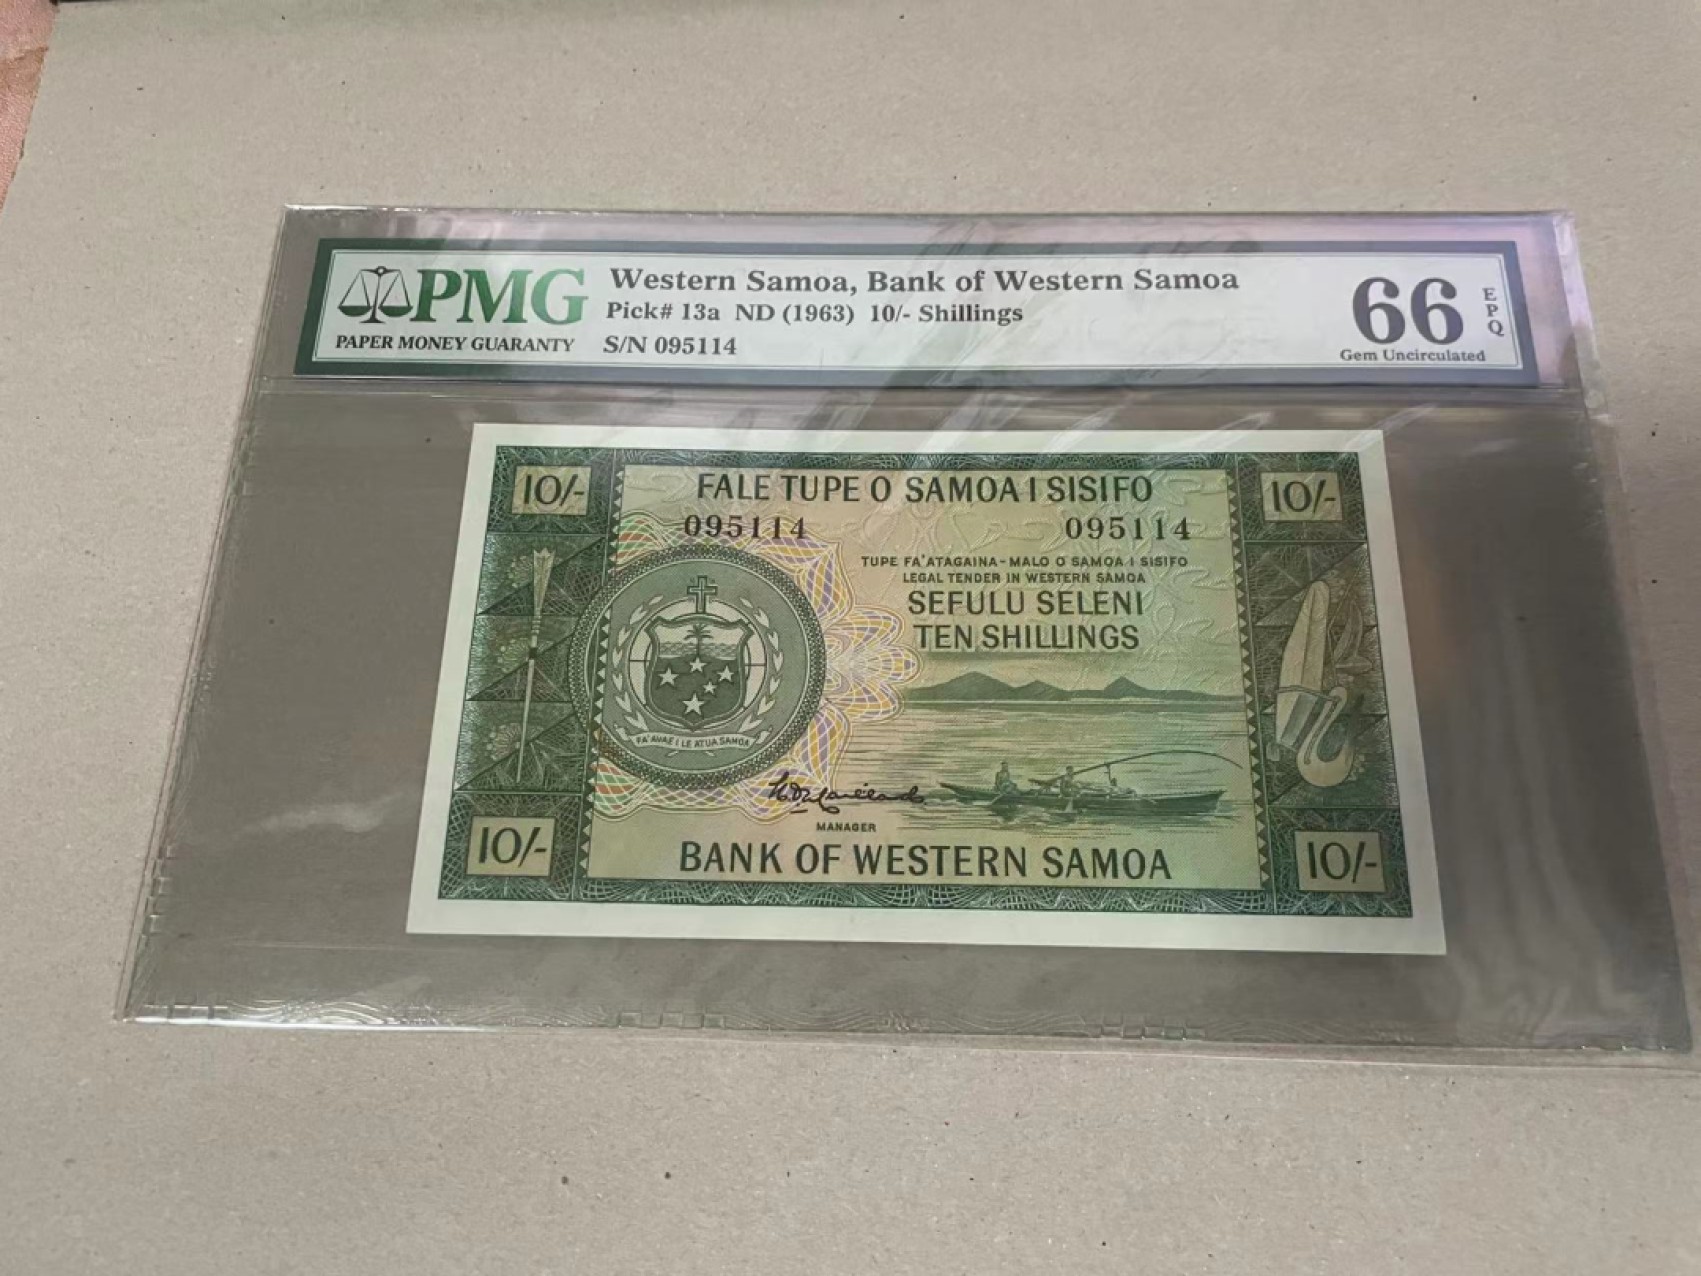 PMG
PAPER MONEY GUARANTY
Western Samoa, Bank of Western Samoa
Pick# 13a ND (1963) 10/- Shillings
S/N 095114
66
EPQ
Gem Uncirculated
10/- FALE TUPE O SAMOA I SISIFO 10/-
095114 095114
TUPE FA'ATAGAINA - MALO O SAMOA I SISIFO
LEGAL TENDER IN WESTERN SAMOA
SEFULU SELENI
TEN SHILLINGS
FA'AVAE I LE ATUA SAMOA
MANAGER
10/- BANK OF WESTERN SAMOA 10/-